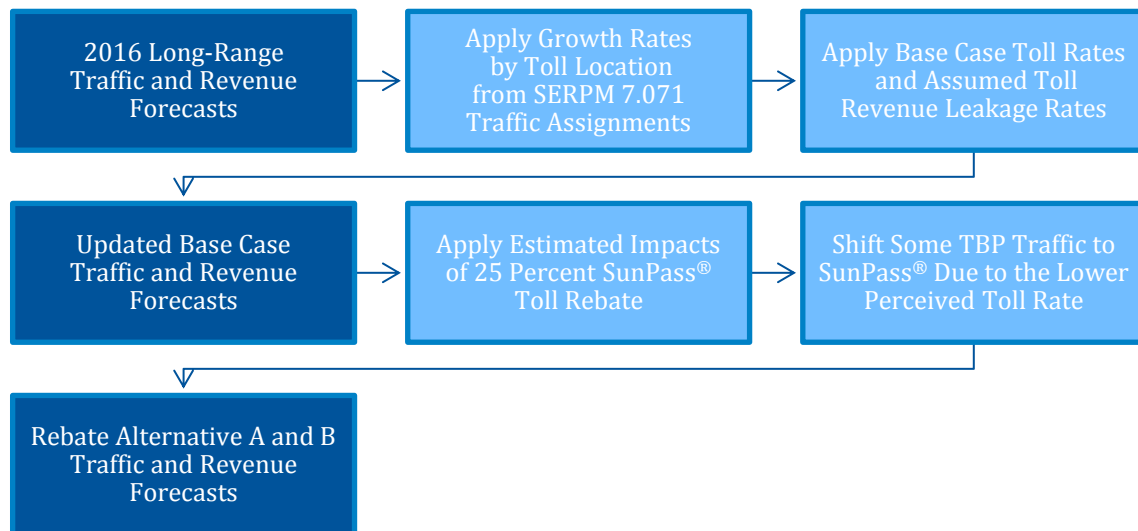 2016 Long-Range
Traffic and Revenue
Forecasts
Apply Growth Rates
by Toll Location
from SERPM 7.071
Traffic Assignments
Apply Base Case Toll Rates
and Assumed Toll
Revenue Leakage Rates
Updated Base Case
Traffic and Revenue
Forecasts
Apply Estimated Impacts
of 25 Percent SunPass®
Toll Rebate
Shift Some TBP Traffic to
SunPass® Due to the Lower
Perceived Toll Rate
Rebate Alternative A and B
Traffic and Revenue
Forecasts